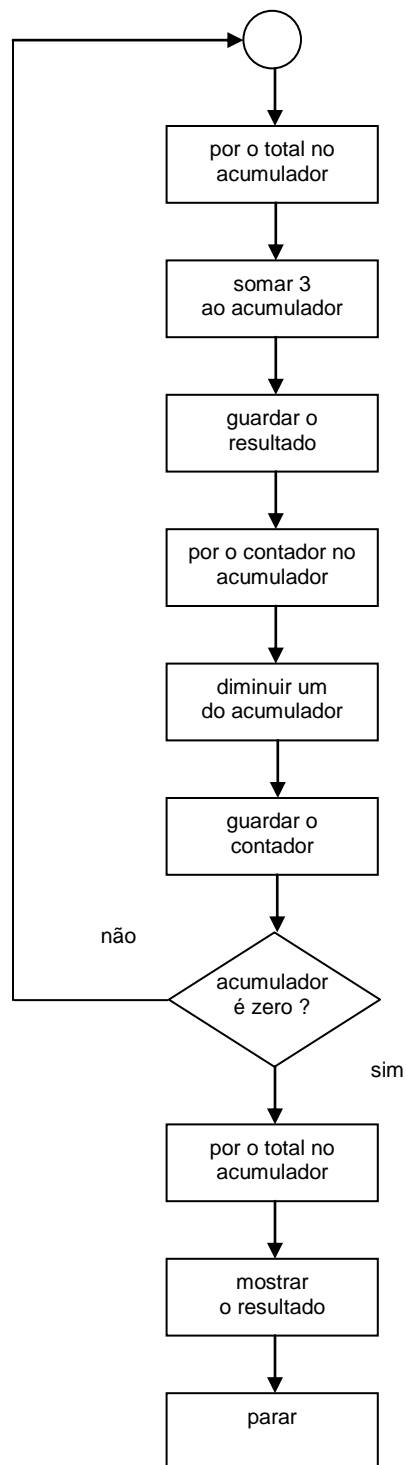 por o total no
acumulador
somar 3
ao acumulador
guardar o
resultado
por o contador no
acumulador
diminuir um
do acumulador
guardar o
contador
não
acumulador
é zero ?
sim
por o total no
acumulador
mostrar
o resultado
parar